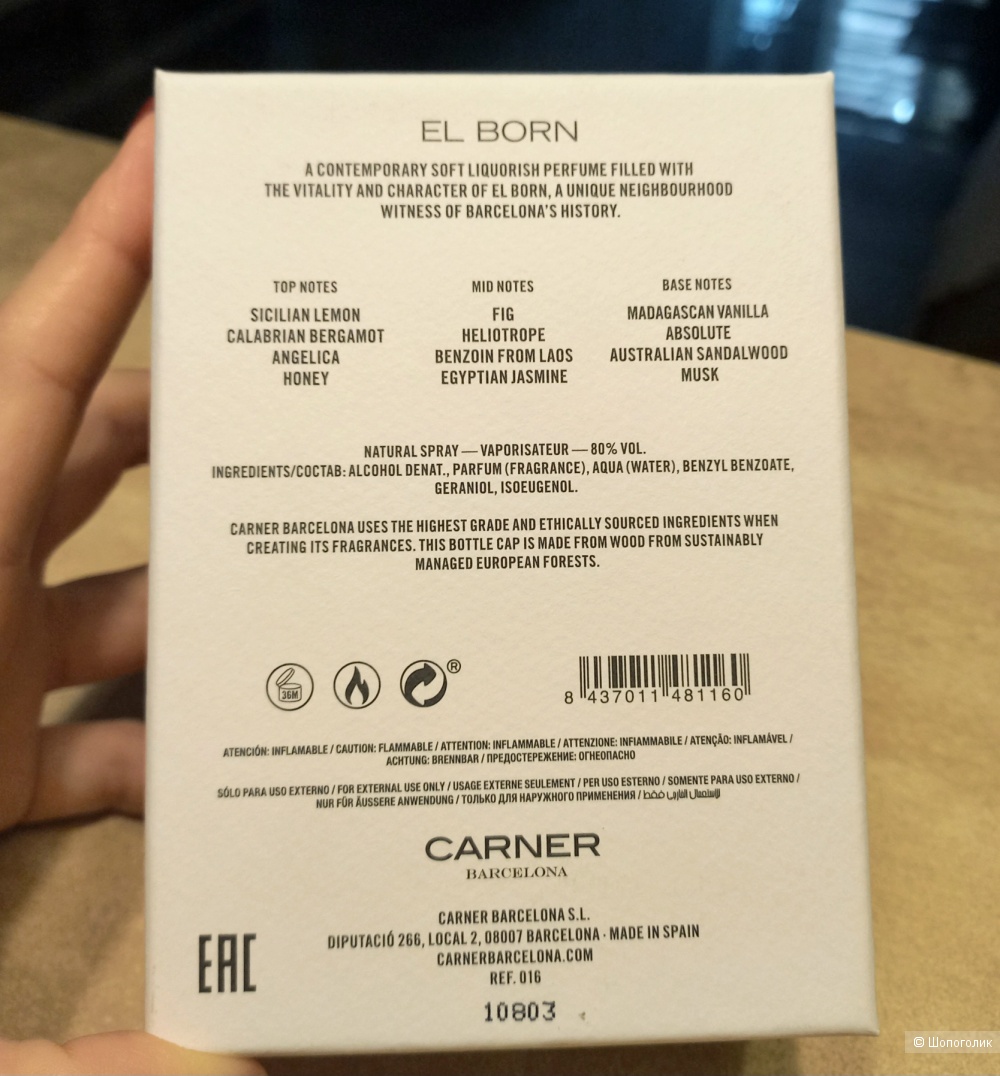 EL BORN
A CONTEMPORARY SOFT LIQUORISH PERFUME FILLED WITH
THE VITALITY AND CHARACTER OF EL BORN, A UNIQUE NEIGHBOURHOOD
WITNESS OF BARCELONA'S HISTORY.
TOP NOTES
SICILIAN LEMON
CALABRIAN BERGAMOT
ANGELICA
HONEY
MID NOTES
FIG
HELIOTROPE
BENZOIN FROM LAOS
EGYPTIAN JASMINE
BASE NOTES
MADAGASCAN VANILLA
ABSOLUTE
AUSTRALIAN SANDALWOOD
MUSK
NATURAL SPRAY — VAPORISATEUR — 80% VOL.
INGREDIENTS/СОСТАВ: ALCOHOL DENAT., PARFUM (FRAGRANCE), AQUA (WATER), BENZYL BENZOATE,
GERANIOL, ISOEUGENOL.
CARNER BARCELONA USES THE HIGHEST GRADE AND ETHICALLY SOURCED INGREDIENTS WHEN
CREATING ITS FRAGRANCES. THIS BOTTLE CAP IS MADE FROM WOOD FROM SUSTAINABLY
MANAGED EUROPEAN FORESTS.
36M
®
8 437011 481160
ATENCIÓN: INFLAMABLE / CAUTION: FLAMMABLE / ATTENTION: INFLAMMABLE / ATTENZIONE: INFIAMMABILE / ATENÇÃO: INFLAMÁVEL /
ACHTUNG: BRENNBAR / ПРЕДОСТЕРЕЖЕНИЕ: ОГНЕОПАСНО
SÓLO PARA USO EXTERNO / FOR EXTERNAL USE ONLY / USAGE EXTERNE SEULEMENT / PER USO ESTERNO / SOMENTE PARA USO EXTERNO /
NUR FÜR ÄUSSERE ANWENDUNG / ТОЛЬКО ДЛЯ НАРУЖНОГО ПРИМЕНЕНИЯ / للإستعمال الخارجي فقط
CARNER
BARCELONA
CARNER BARCELONA S.L.
DIPUTACIÓ 266, LOCAL 2, 08007 BARCELONA · MADE IN SPAIN
CARNERBARCELONA.COM
REF. 016
EAC
10803
© Шопоголик